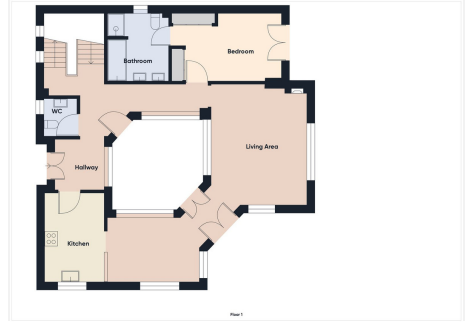 Bedroom
Bathroom
WC
Living Area
Hallway
Kitchen
Floor 1